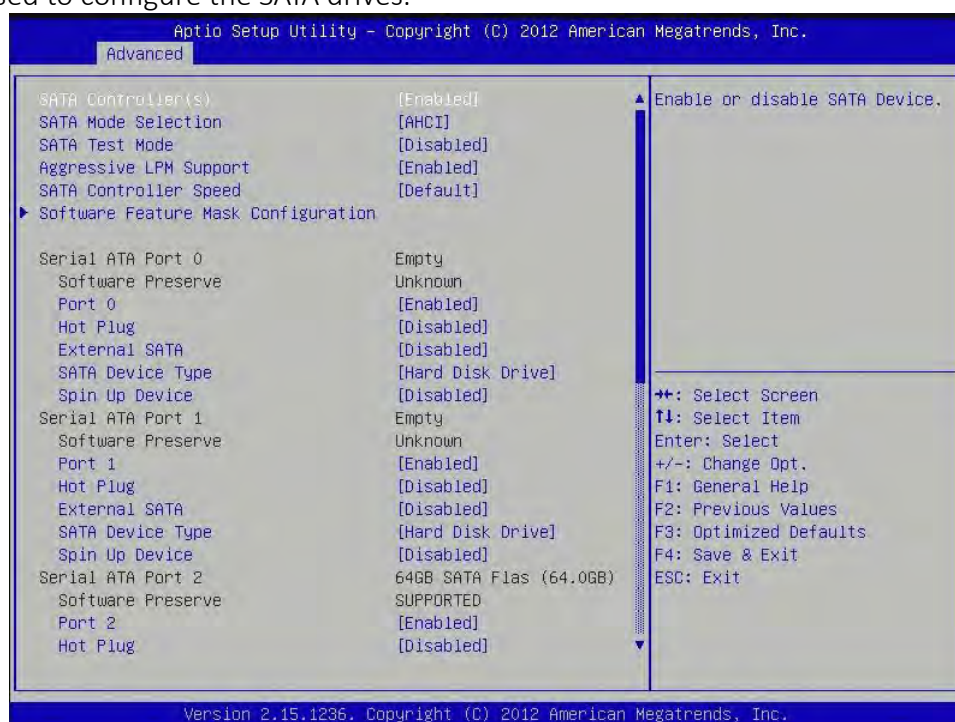 sed to configure the SATA drives.
Aptio Setup Utility – Copyright (C) 2012 American Megatrends, Inc.
Advanced
SATA Controller(s) [Enabled]
SATA Mode Selection [AHCI]
SATA Test Mode [Disabled]
Aggressive LPM Support [Enabled]
SATA Controller Speed [Default]
Software Feature Mask Configuration
Serial ATA Port 0 Empty
Software Preserve Unknown
Port 0 [Enabled]
Hot Plug [Disabled]
External SATA [Disabled]
SATA Device Type [Hard Disk Drive]
Spin Up Device [Disabled]
Serial ATA Port 1 Empty
Software Preserve Unknown
Port 1 [Enabled]
Hot Plug [Disabled]
External SATA [Disabled]
SATA Device Type [Hard Disk Drive]
Spin Up Device [Disabled]
Serial ATA Port 2 64GB SATA Flas (64.0GB)
Software Preserve SUPPORTED
Port 2 [Enabled]
Hot Plug [Disabled]
Enable or disable SATA Device.
→←: Select Screen
↑↓: Select Item
Enter: Select
+/-: Change Opt.
F1: General Help
F2: Previous Values
F3: Optimized Defaults
F4: Save & Exit
ESC: Exit
Version 2.15.1236. Copyright (C) 2012 American Megatrends, Inc.